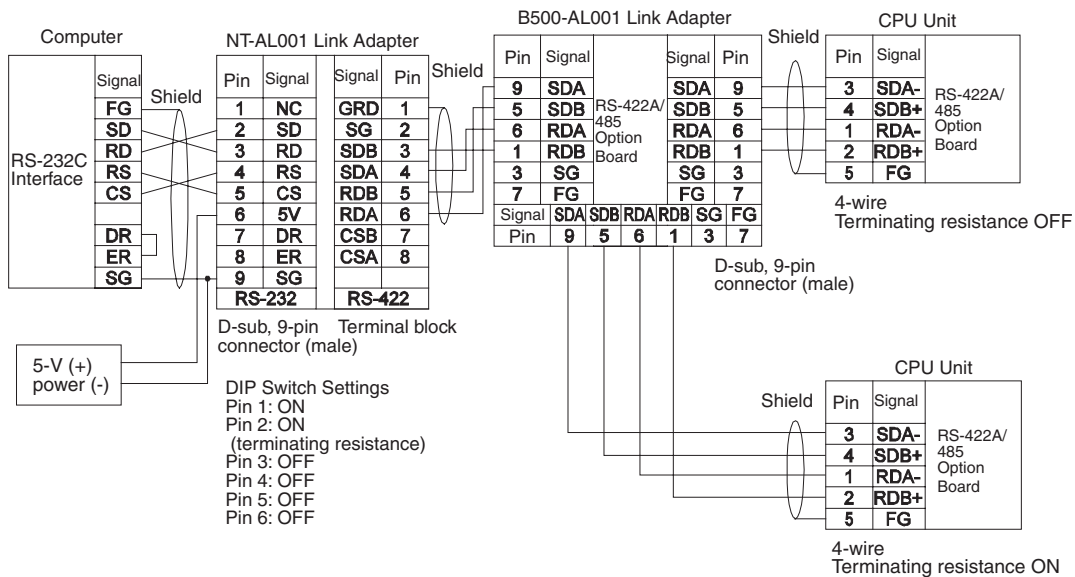 Computer
Signal
FG
SD
RD
RS
CS
DR
ER
SG
RS-232C
Interface
Shield
5-V (+)
power (-)
NT-AL001 Link Adapter
Pin Signal
1 NC
2 SD
3 RD
4 RS
5 CS
6 5V
7 DR
8 ER
9 SG
RS-232
Signal Pin
GRD 1
SG 2
SDB 3
SDA 4
RDB 5
RDA 6
CSB 7
CSA 8
RS-422
D-sub, 9-pin
connector (male)
Terminal block
DIP Switch Settings
Pin 1: ON
Pin 2: ON
(terminating resistance)
Pin 3: OFF
Pin 4: OFF
Pin 5: OFF
Pin 6: OFF
Shield
B500-AL001 Link Adapter
Pin Signal
9 SDA
5 SDB
6 RDA
1 RDB
3 SG
7 FG
RS-422A/
485
Option
Board
Signal Pin
SDA 9
SDB 5
RDA 6
RDB 1
SG 3
FG 7
Signal SDA SDB RDA RDB SG FG
Pin 9 5 6 1 3 7
D-sub, 9-pin
connector (male)
Shield
CPU Unit
Pin Signal
3 SDA-
4 SDB+
1 RDA-
2 RDB+
5 FG
RS-422A/
485
Option
Board
4-wire
Terminating resistance OFF
CPU Unit
Shield
Pin Signal
3 SDA-
4 SDB+
1 RDA-
2 RDB+
5 FG
RS-422A/
485
Option
Board
4-wire
Terminating resistance ON